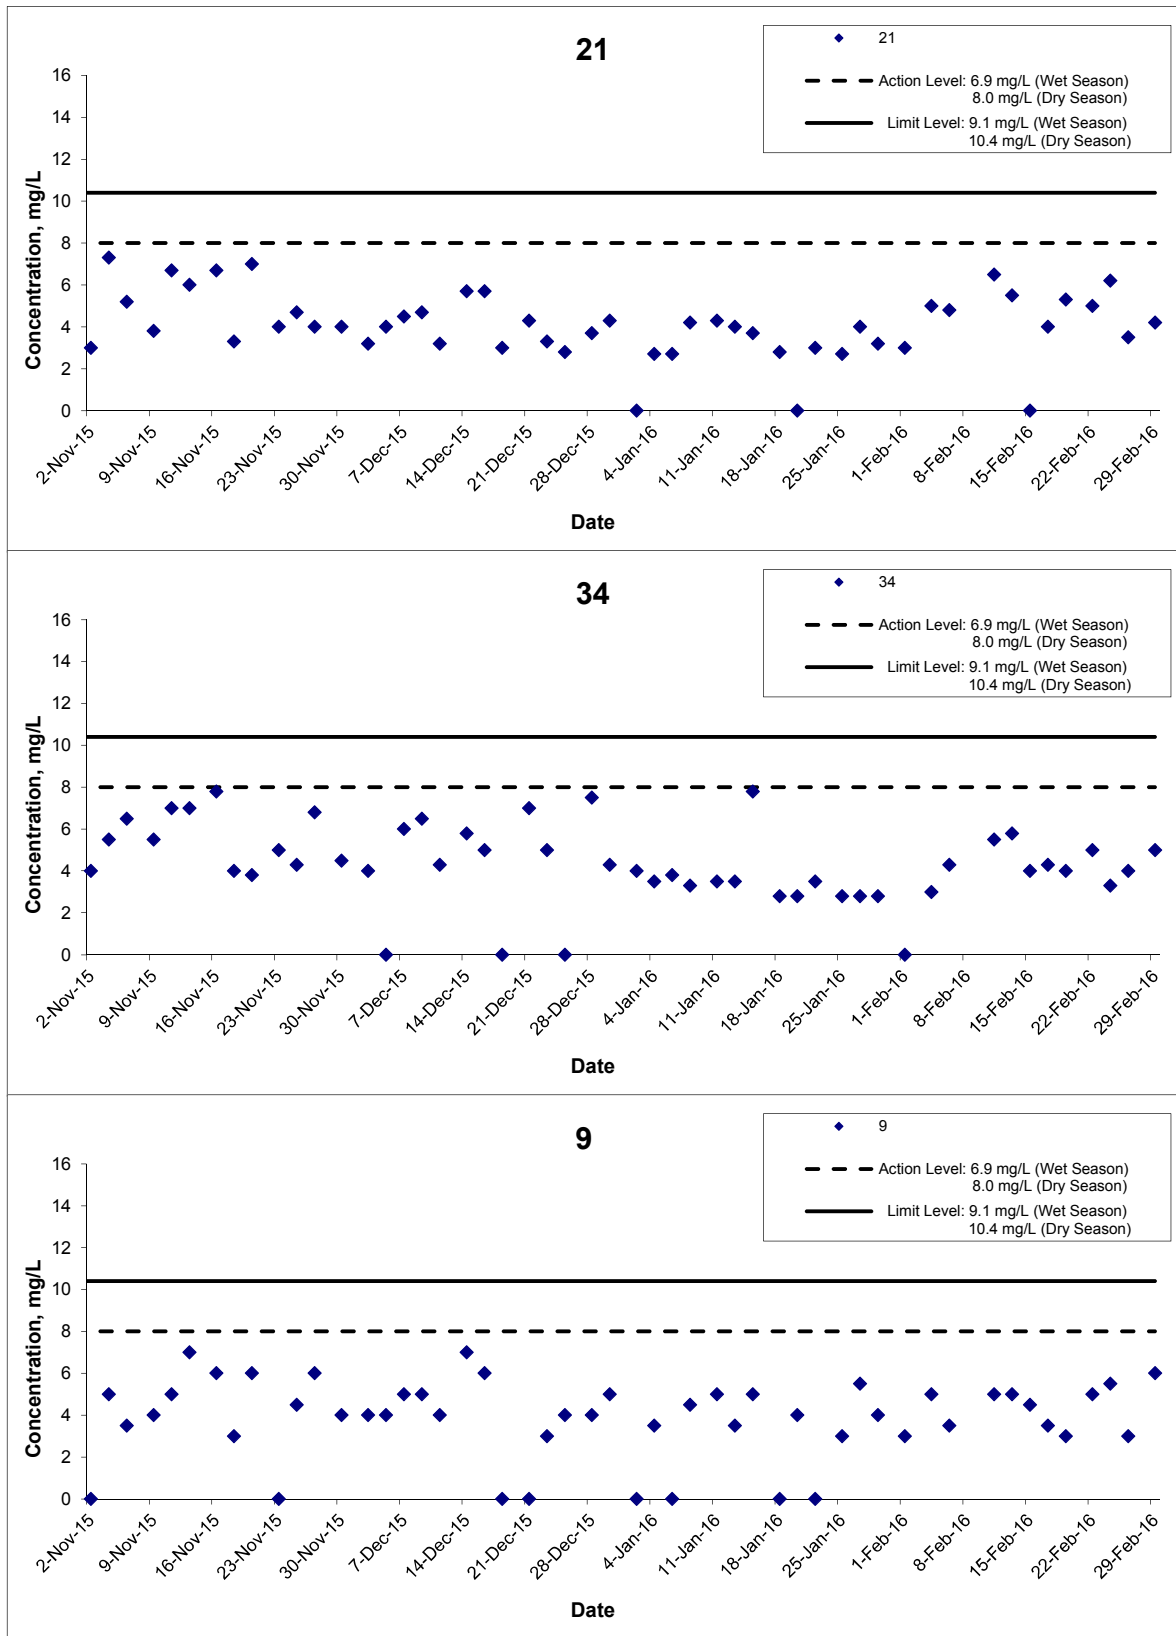 21
21
Action Level: 6.9 mg/L (Wet Season)
8.0 mg/L (Dry Season)
Limit Level: 9.1 mg/L (Wet Season)
10.4 mg/L (Dry Season)
Concentration, mg/L
16
14
12
10
8
6
4
2
0
2-Nov-15
9-Nov-15
16-Nov-15
23-Nov-15
30-Nov-15
7-Dec-15
14-Dec-15
21-Dec-15
28-Dec-15
4-Jan-16
11-Jan-16
18-Jan-16
25-Jan-16
1-Feb-16
8-Feb-16
15-Feb-16
22-Feb-16
29-Feb-16
Date
34
34
Action Level: 6.9 mg/L (Wet Season)
8.0 mg/L (Dry Season)
Limit Level: 9.1 mg/L (Wet Season)
10.4 mg/L (Dry Season)
Concentration, mg/L
16
14
12
10
8
6
4
2
0
2-Nov-15
9-Nov-15
16-Nov-15
23-Nov-15
30-Nov-15
7-Dec-15
14-Dec-15
21-Dec-15
28-Dec-15
4-Jan-16
11-Jan-16
18-Jan-16
25-Jan-16
1-Feb-16
8-Feb-16
15-Feb-16
22-Feb-16
29-Feb-16
Date
9
9
Action Level: 6.9 mg/L (Wet Season)
8.0 mg/L (Dry Season)
Limit Level: 9.1 mg/L (Wet Season)
10.4 mg/L (Dry Season)
Concentration, mg/L
16
14
12
10
8
6
4
2
0
2-Nov-15
9-Nov-15
16-Nov-15
23-Nov-15
30-Nov-15
7-Dec-15
14-Dec-15
21-Dec-15
28-Dec-15
4-Jan-16
11-Jan-16
18-Jan-16
25-Jan-16
1-Feb-16
8-Feb-16
15-Feb-16
22-Feb-16
29-Feb-16
Date